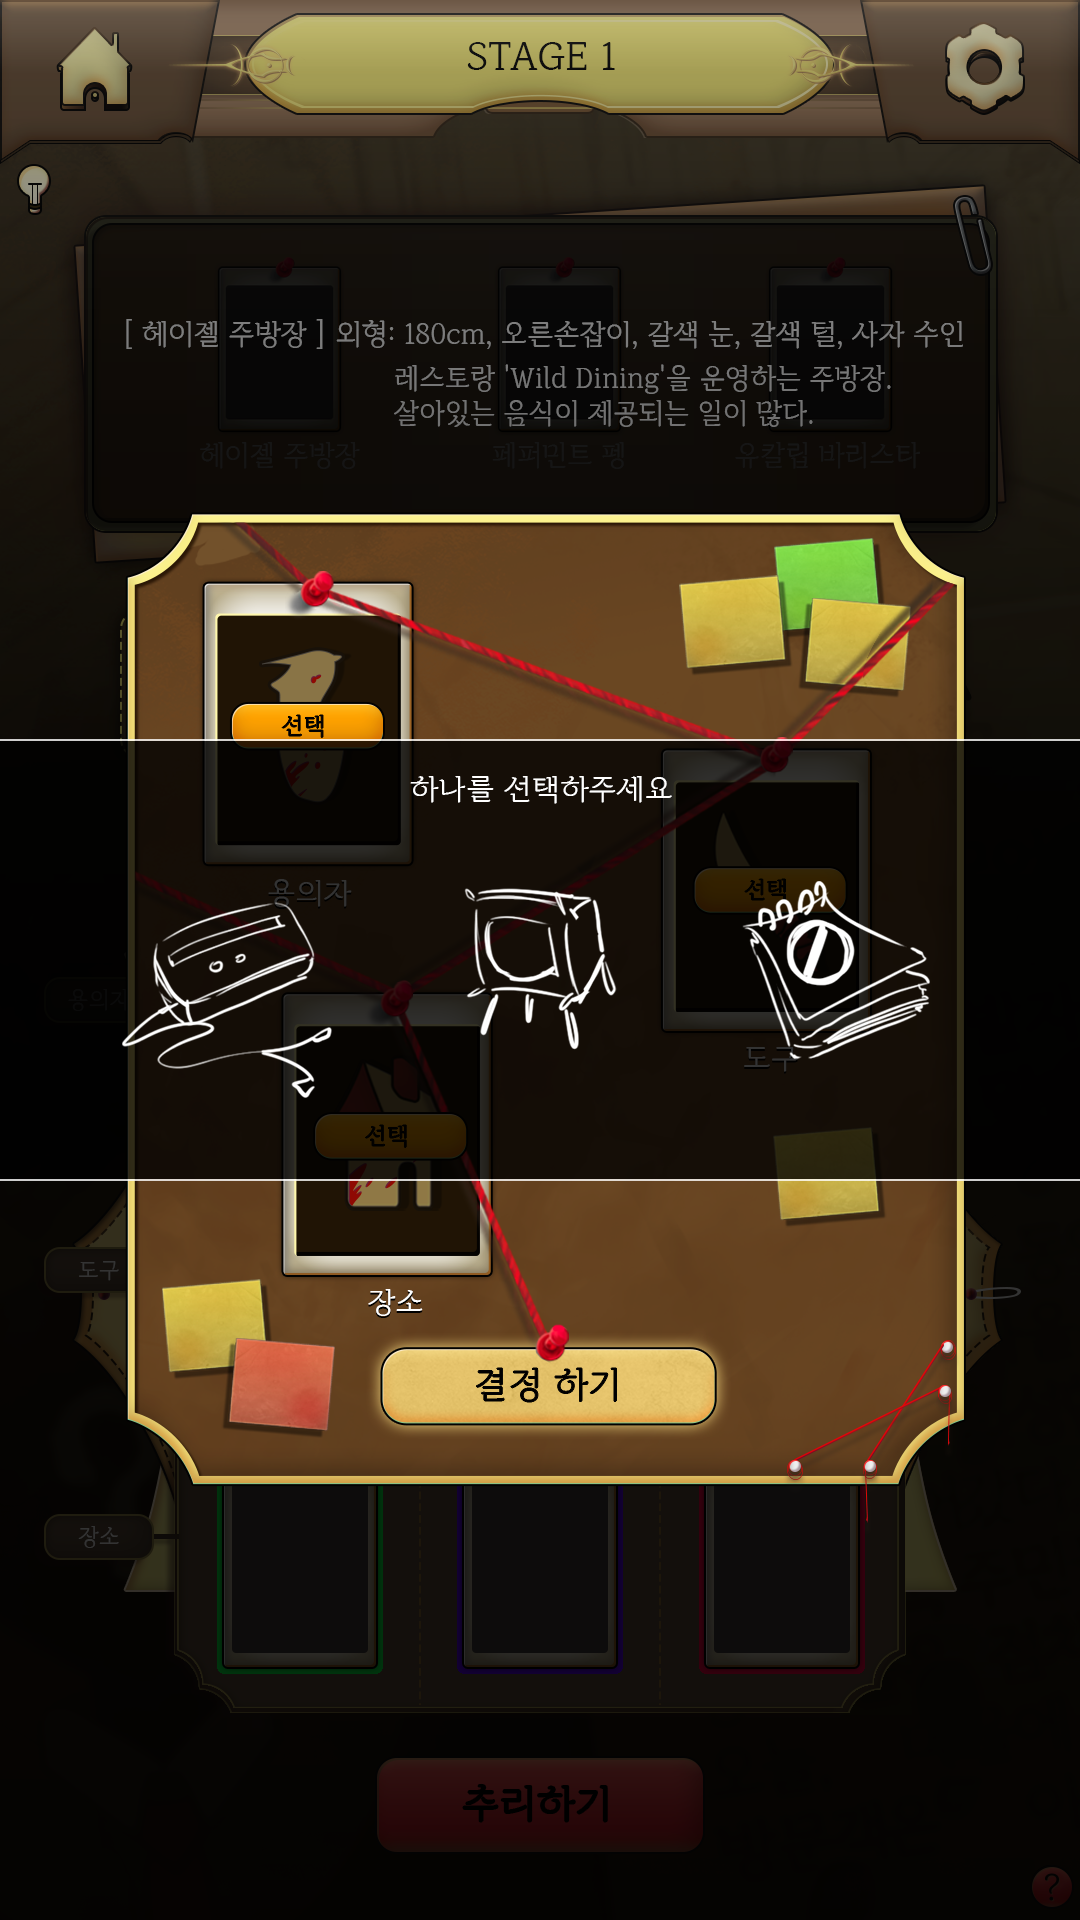 STAGE 1
[ 헤이젤 주방장 ] 외형: 180cm, 오른손잡이, 갈색 눈, 갈색 털, 사자 수인
레스토랑 'Wild Dining'을 운영하는 주방장.
살아있는 음식이 제공되는 일이 많다.
헤이젤 주방장 페퍼민트 펭 유칼립 바리스타
선택
하나를 선택하주세요
선택
용의자
용의자
도구
선택
도구
장소
결정 하기
장소
추리하기
?